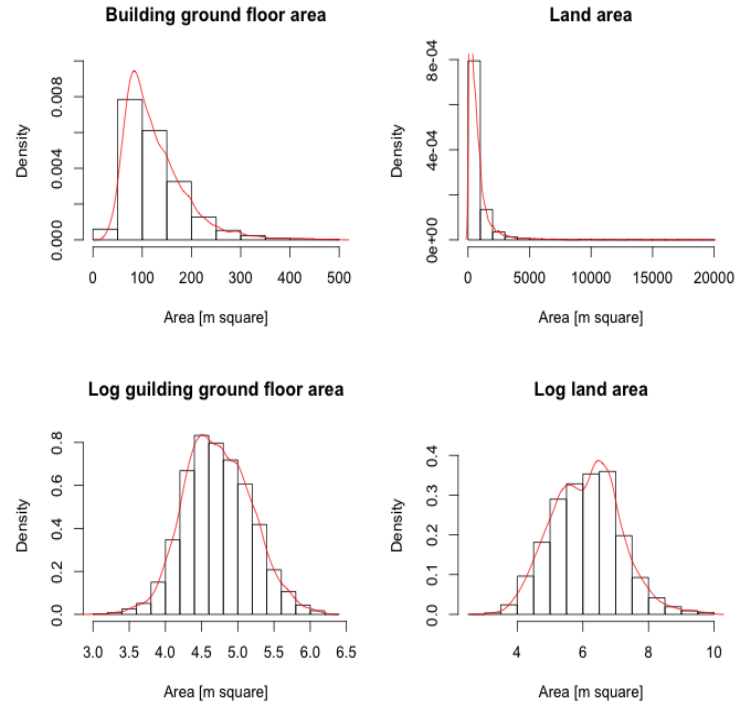 Building ground floor area
Density
0.000
0.004
0.008
0
100
200
300
400
500
Area [m square]
Land area
Density
0e+00
4e-04
8e-04
0
5000
10000
15000
20000
Area [m square]
Log guilding ground floor area
Density
0.0
0.2
0.4
0.6
0.8
3.0
3.5
4.0
4.5
5.0
5.5
6.0
6.5
Area [m square]
Log land area
Density
0.0
0.1
0.2
0.3
0.4
4
6
8
10
Area [m square]